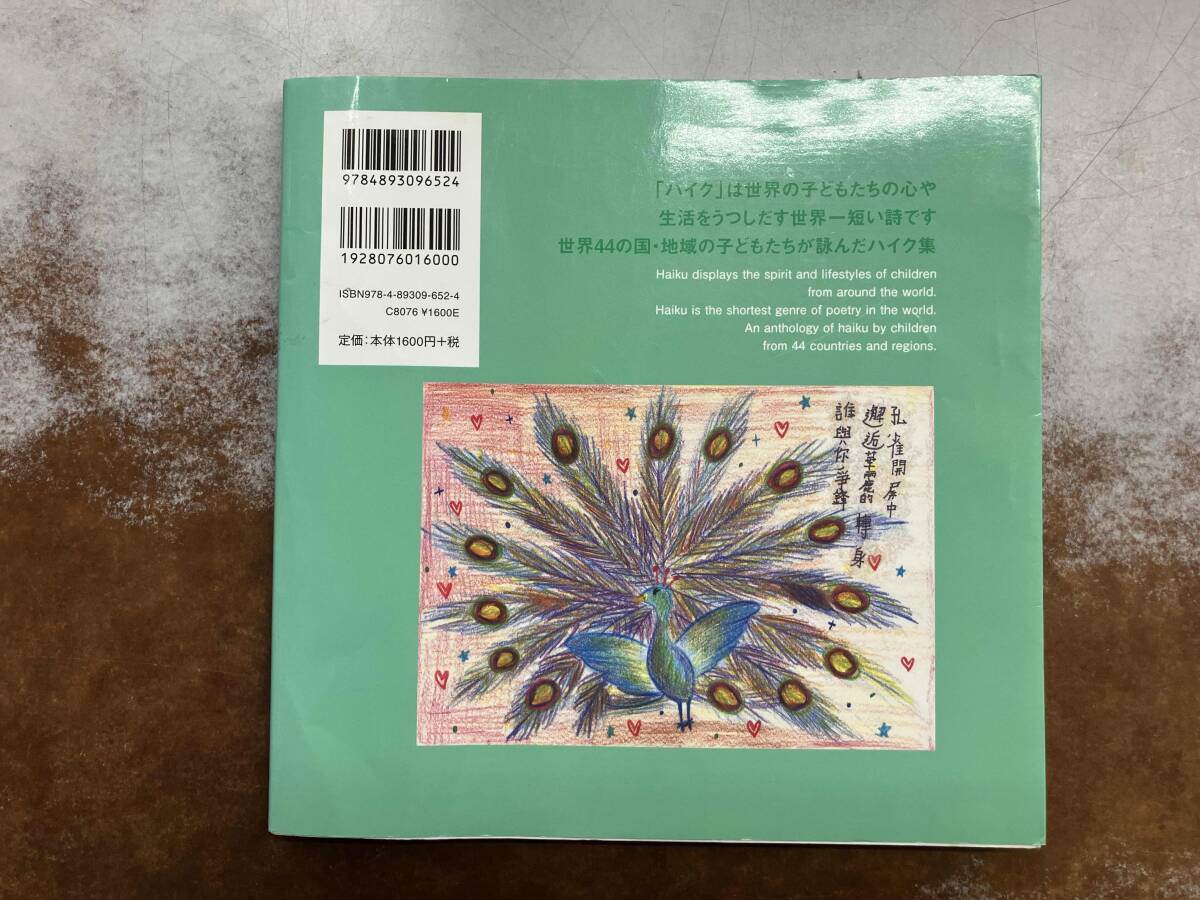 9784893096524
1928076016000
ISBN978-4-89309-652-4
C8076 ¥1600E
定価：本体1600円+税
「ハイク」は世界の子どもたちの心や
生活をうつしだす世界一短い詩です
世界44の国・地域の子どもたちが詠んだハイク集
Haiku displays the spirit and lifestyles of children
from around the world.
Haiku is the shortest genre of poetry in the world.
An anthology of haiku by children
from 44 countries and regions.
孔雀開屏中
邂逅華麗的轉身
誰與你爭鋒